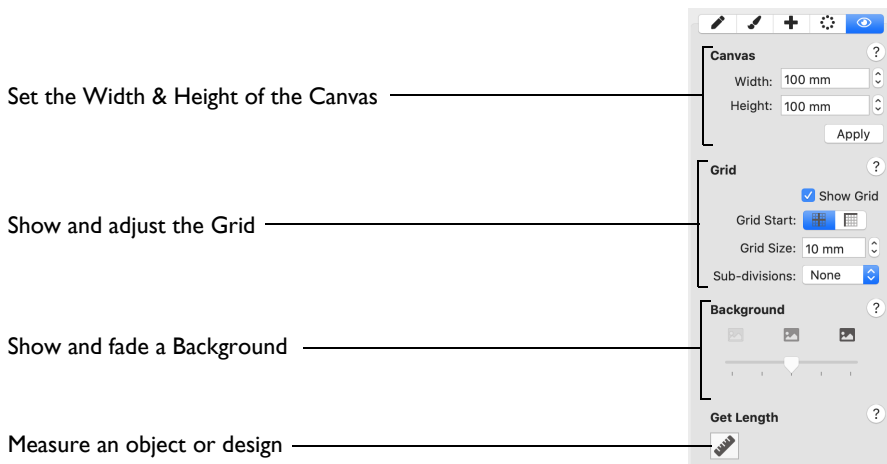 Canvas ?
Set the Width & Height of the Canvas
Width: 100 mm
Height: 100 mm
Apply
Grid ?
Show Grid
Show and adjust the Grid
Grid Start:
Grid Size: 10 mm
Sub-divisions: None
Background ?
Show and fade a Background
Get Length ?
Measure an object or design